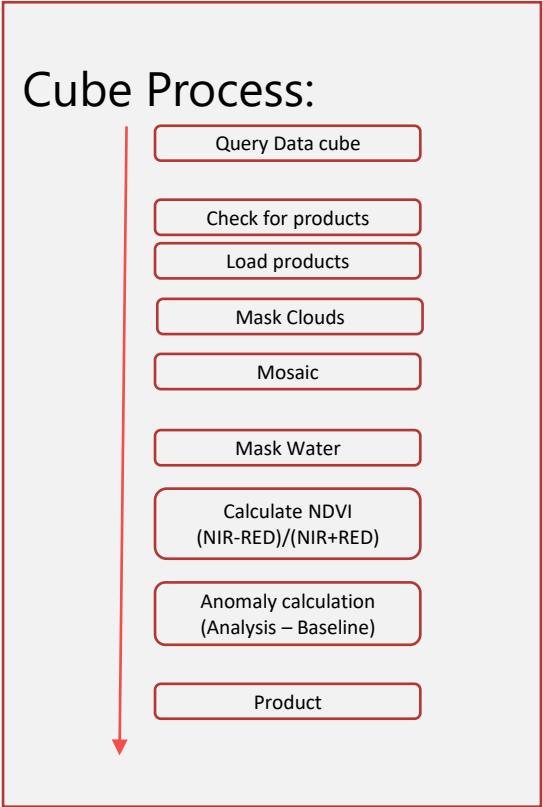 Cube Process:
Query Data cube
Check for products
Load products
Mask Clouds
Mosaic
Mask Water
Calculate NDVI
(NIR-RED)/(NIR+RED)
Anomaly calculation
(Analysis – Baseline)
Product